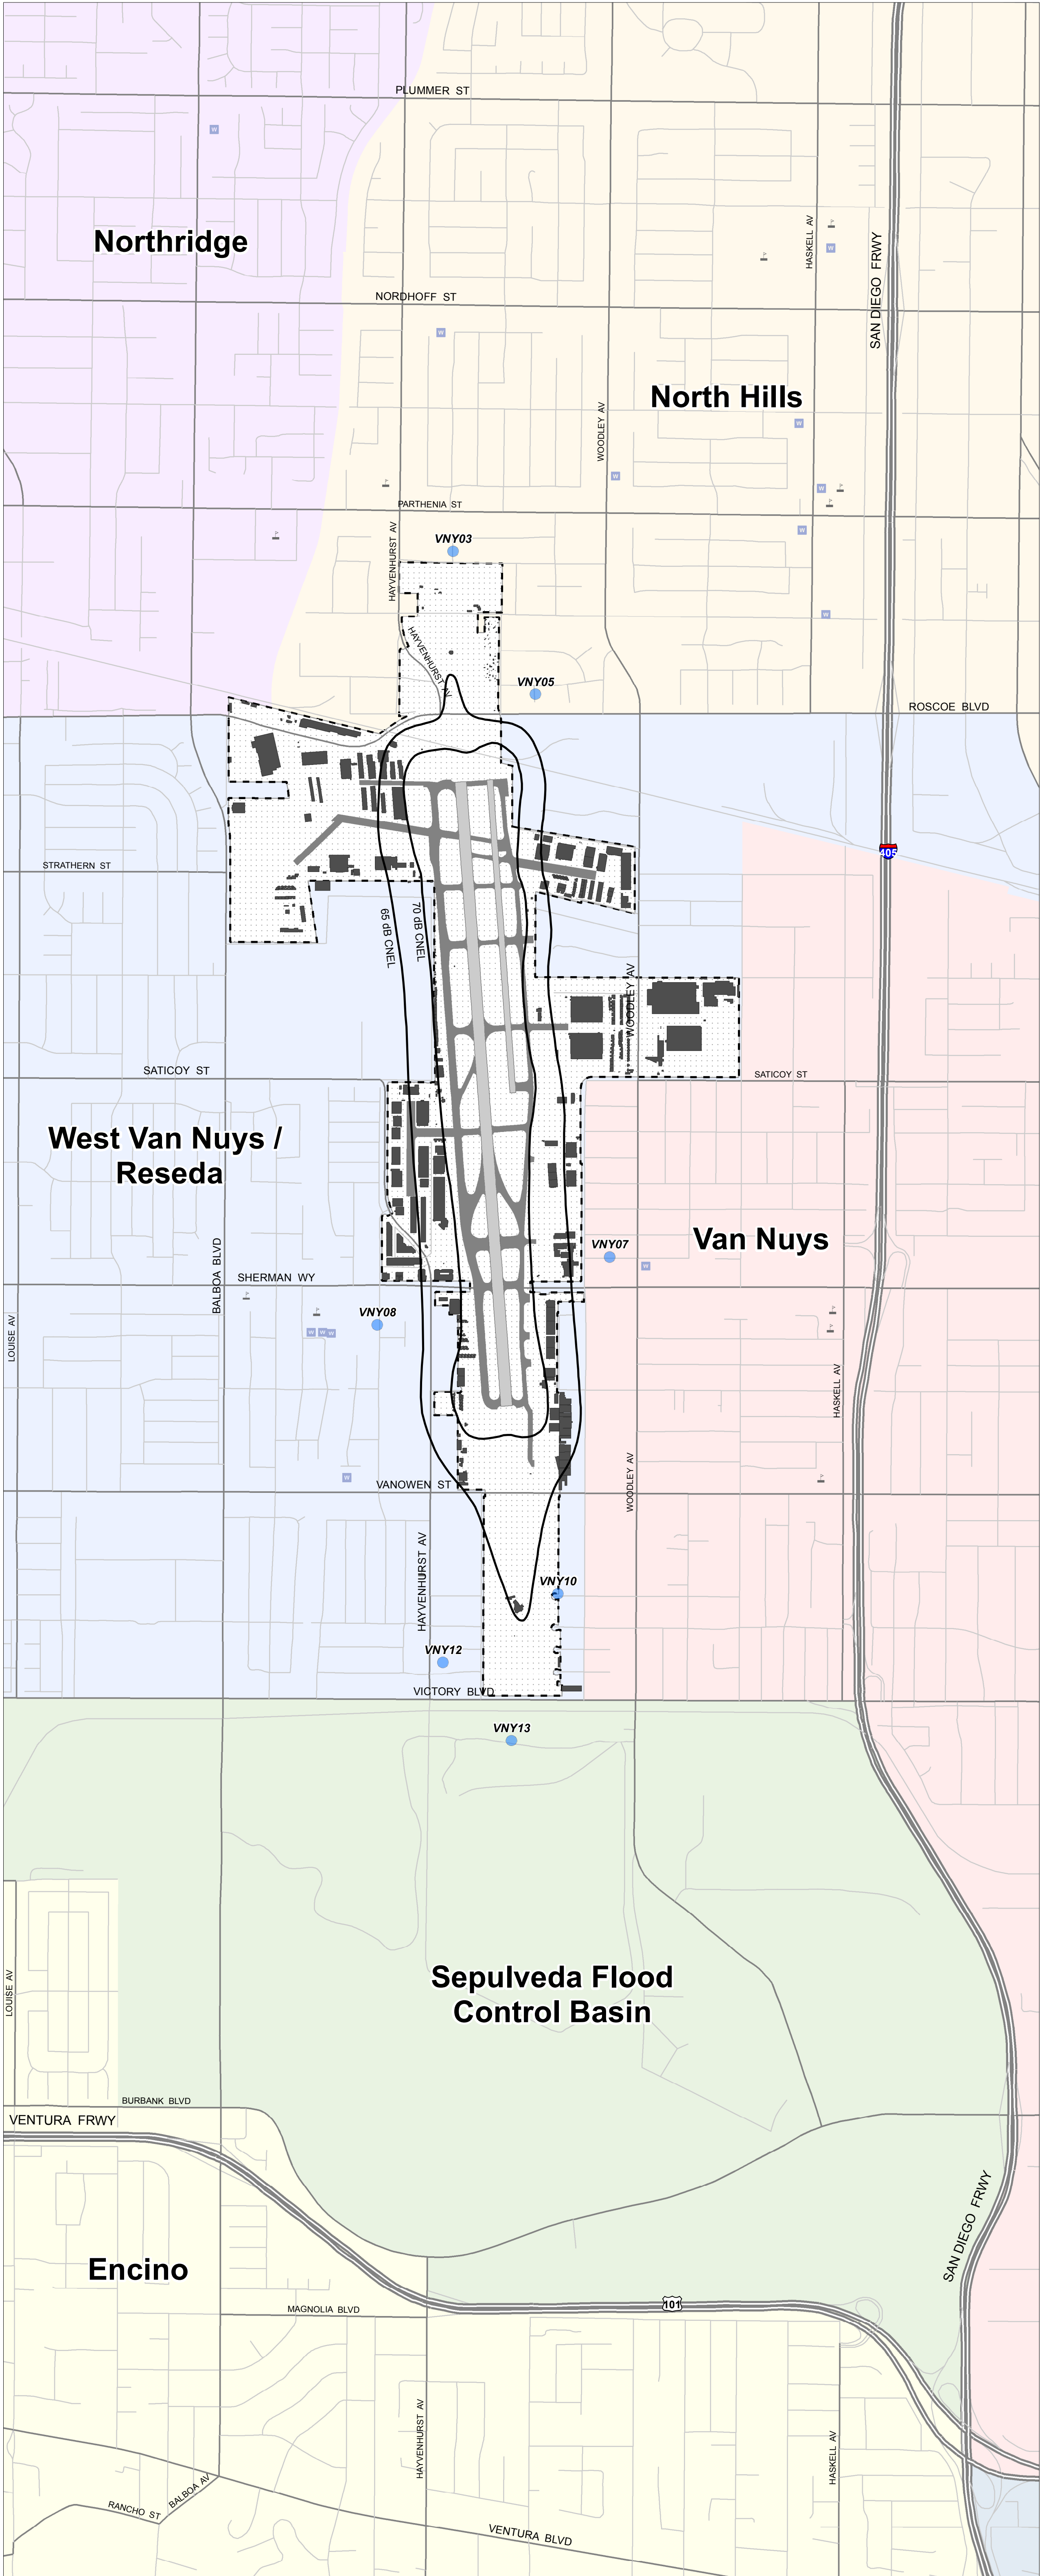 PLUMMER ST
W
HASKELL AV
SAN DIEGO FRWY
Northridge
W
NORDHOFF ST
W
North Hills
WOODLEY AV
W
W
W
PARTHENIA ST
W
HAYVENHURST AV
VNY03
W
HAYVENHURST AV
VNY05
ROSCOE BLVD
405
STRATHERN ST
65 dB CNEL
70 dB CNEL
WOODLEY AV
SATICOY ST
SATICOY ST
West Van Nuys /
Reseda
Van Nuys
BALBOA BLVD
VNY07
W
SHERMAN WY
LOUISE AV
VNY08
W
W
W
HASKELL AV
W
VANOWEN ST
WOODLEY AV
HAYVENHURST AV
VNY10
VNY12
VICTORY BLVD
VNY13
Sepulveda Flood
Control Basin
LOUISE AV
BURBANK BLVD
VENTURA FRWY
SAN DIEGO FRWY
Encino
101
MAGNOLIA BLVD
HAYVENHURST AV
HASKELL AV
BALBOA AV
RANCHO ST
VENTURA BLVD